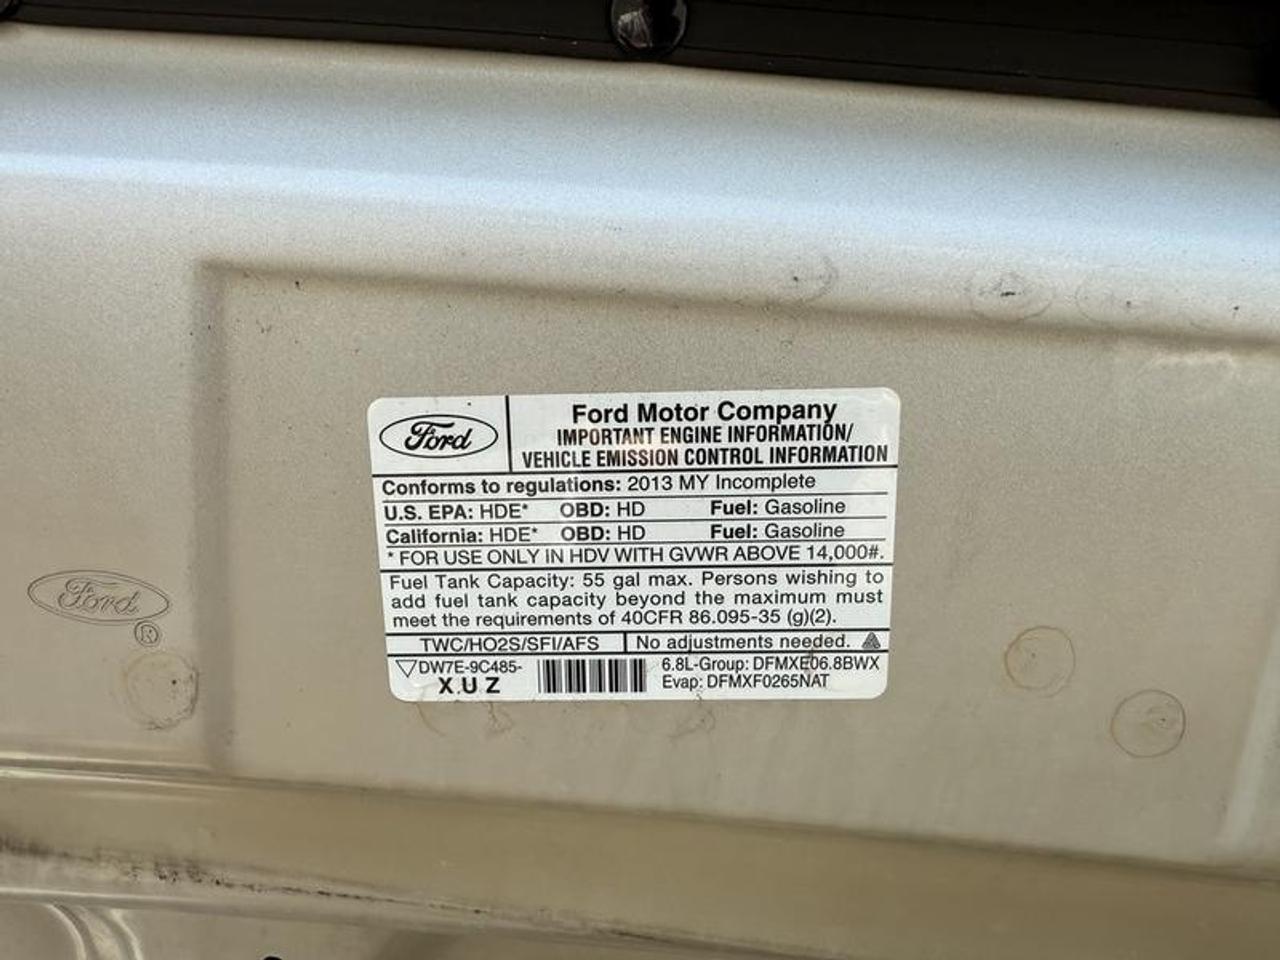 Ford
Ford Motor Company
IMPORTANT ENGINE INFORMATION/
VEHICLE EMISSION CONTROL INFORMATION
Conforms to regulations: 2013 MY Incomplete
U.S. EPA: HDE* OBD: HD Fuel: Gasoline
California: HDE* OBD: HD Fuel: Gasoline
* FOR USE ONLY IN HDV WITH GVWR ABOVE 14,000#.
Fuel Tank Capacity: 55 gal max. Persons wishing to
add fuel tank capacity beyond the maximum must
meet the requirements of 40CFR 86.095-35 (g)(2).
TWC/HO2S/SFI/AFS No adjustments needed.
DW7E-9C485-
X U Z
6.8L-Group: DFMXE06.8BWX
Evap: DFMXF0265NAT
Ford
®